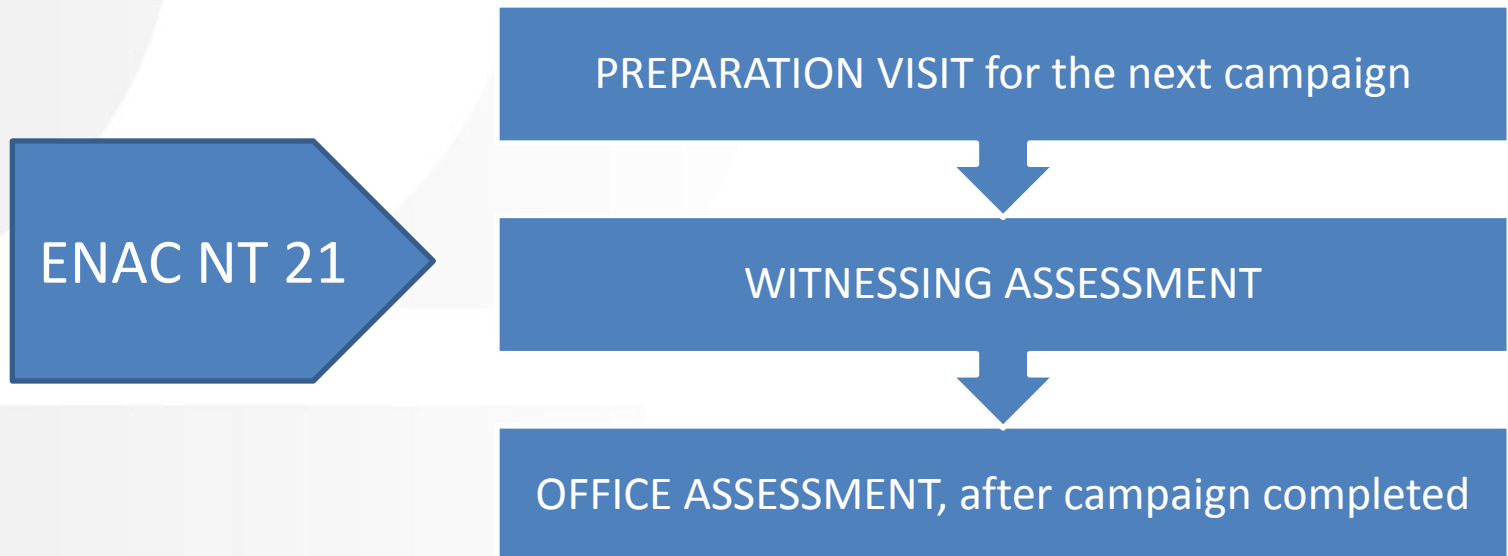 PREPARATION VISIT for the next campaign
ENAC NT 21
WITNESSING ASSESSMENT
OFFICE ASSESSMENT, after campaign completed